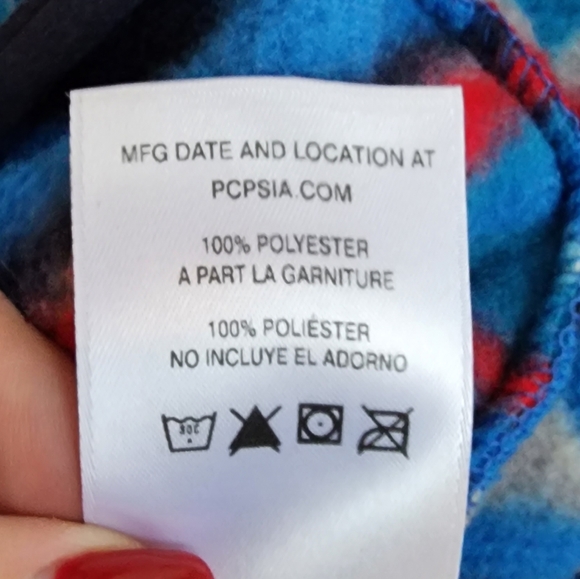 MFG DATE AND LOCATION AT
PCPSIA.COM
100% POLYESTER
A PART LA GARNITURE
100% POLIÉSTER
NO INCLUYE EL ADORNO
30C